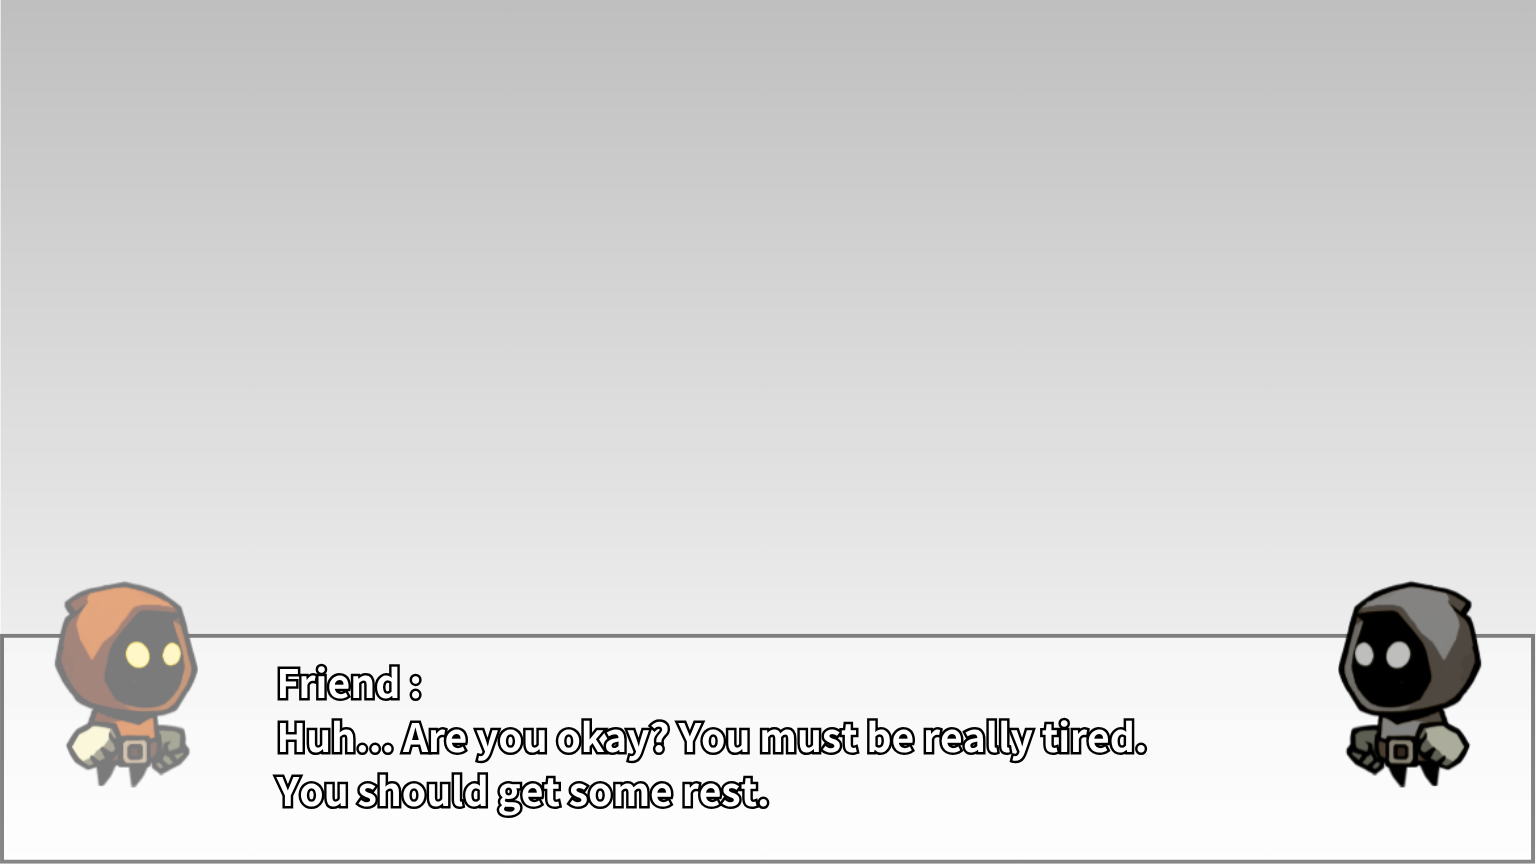 Friend :
Huh... Are you okay? You must be really tired.
You should get some rest.